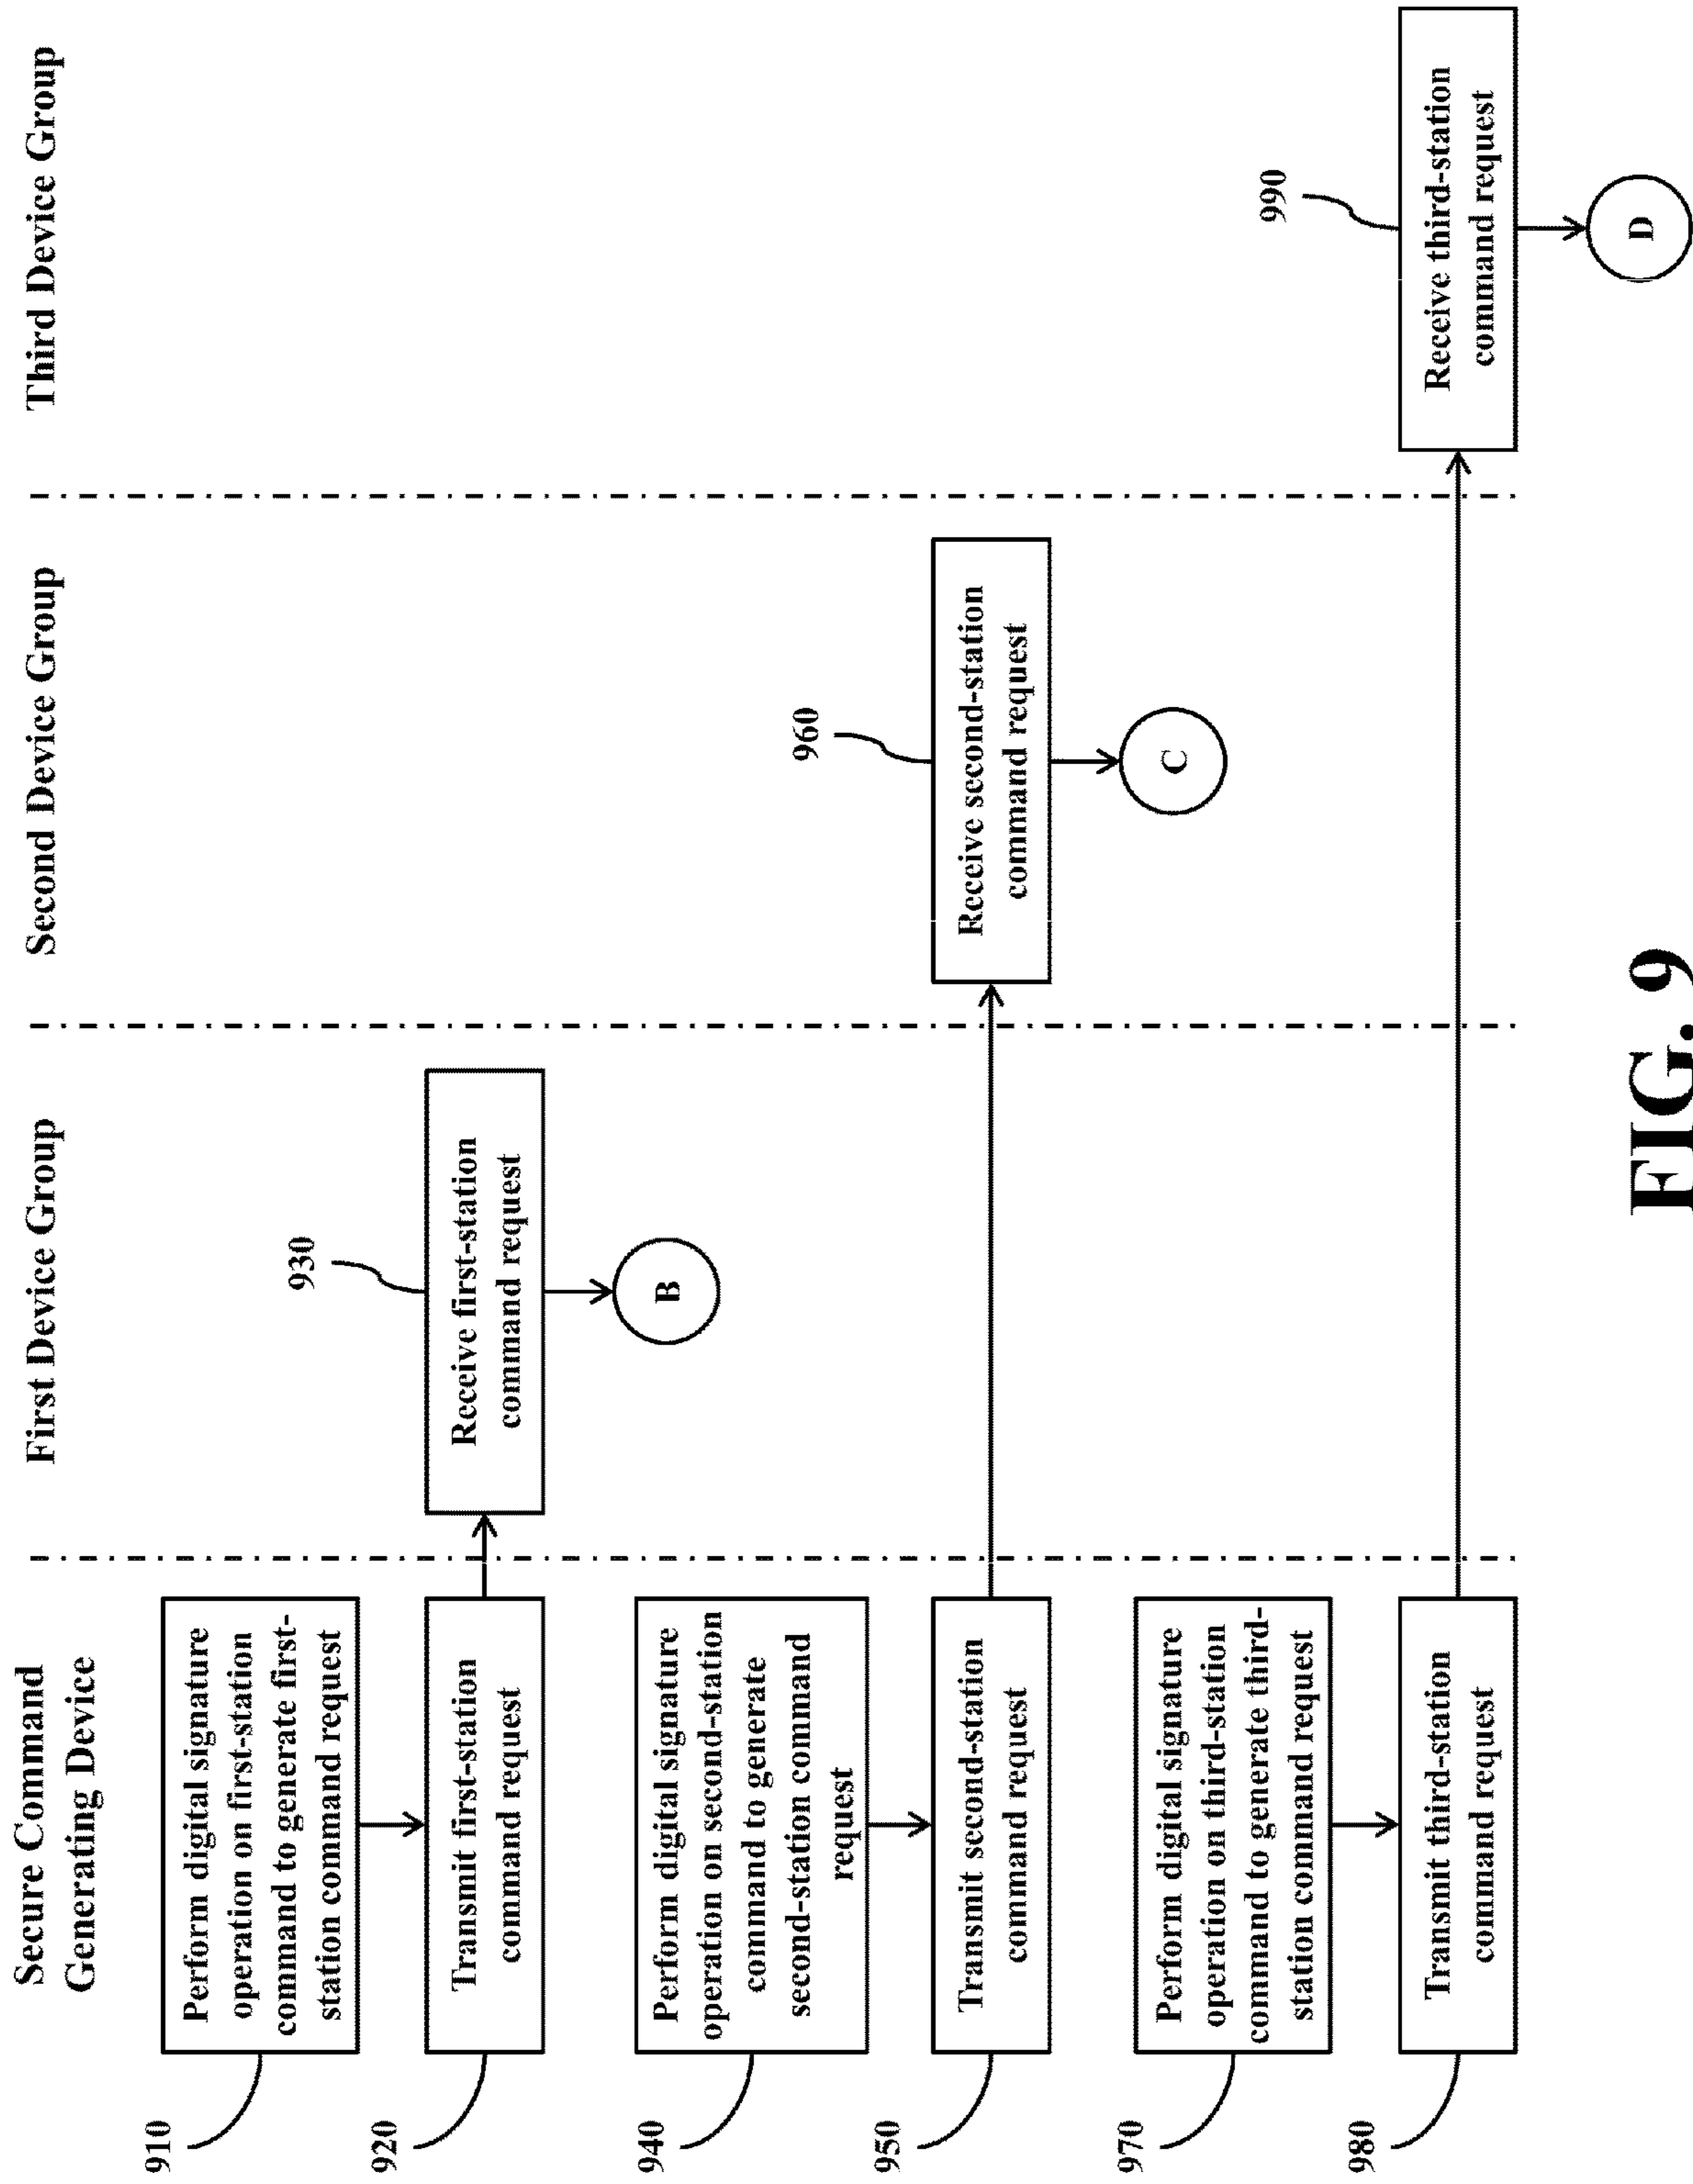 Secure Command
Generating Device
First Device Group
Second Device Group
Third Device Group
910
Perform digital signature
operation on first-station
command to generate first-
station command request
920
Transmit first-station
command request
930
Receive first-station
command request
B
940
Perform digital signature
operation on second-station
command to generate
second-station command
request
950
Transmit second-station
command request
960
Receive second-station
command request
C
970
Perform digital signature
operation on third-station
command to generate third-
station command request
980
Transmit third-station
command request
990
Receive third-station
command request
D
FIG. 9